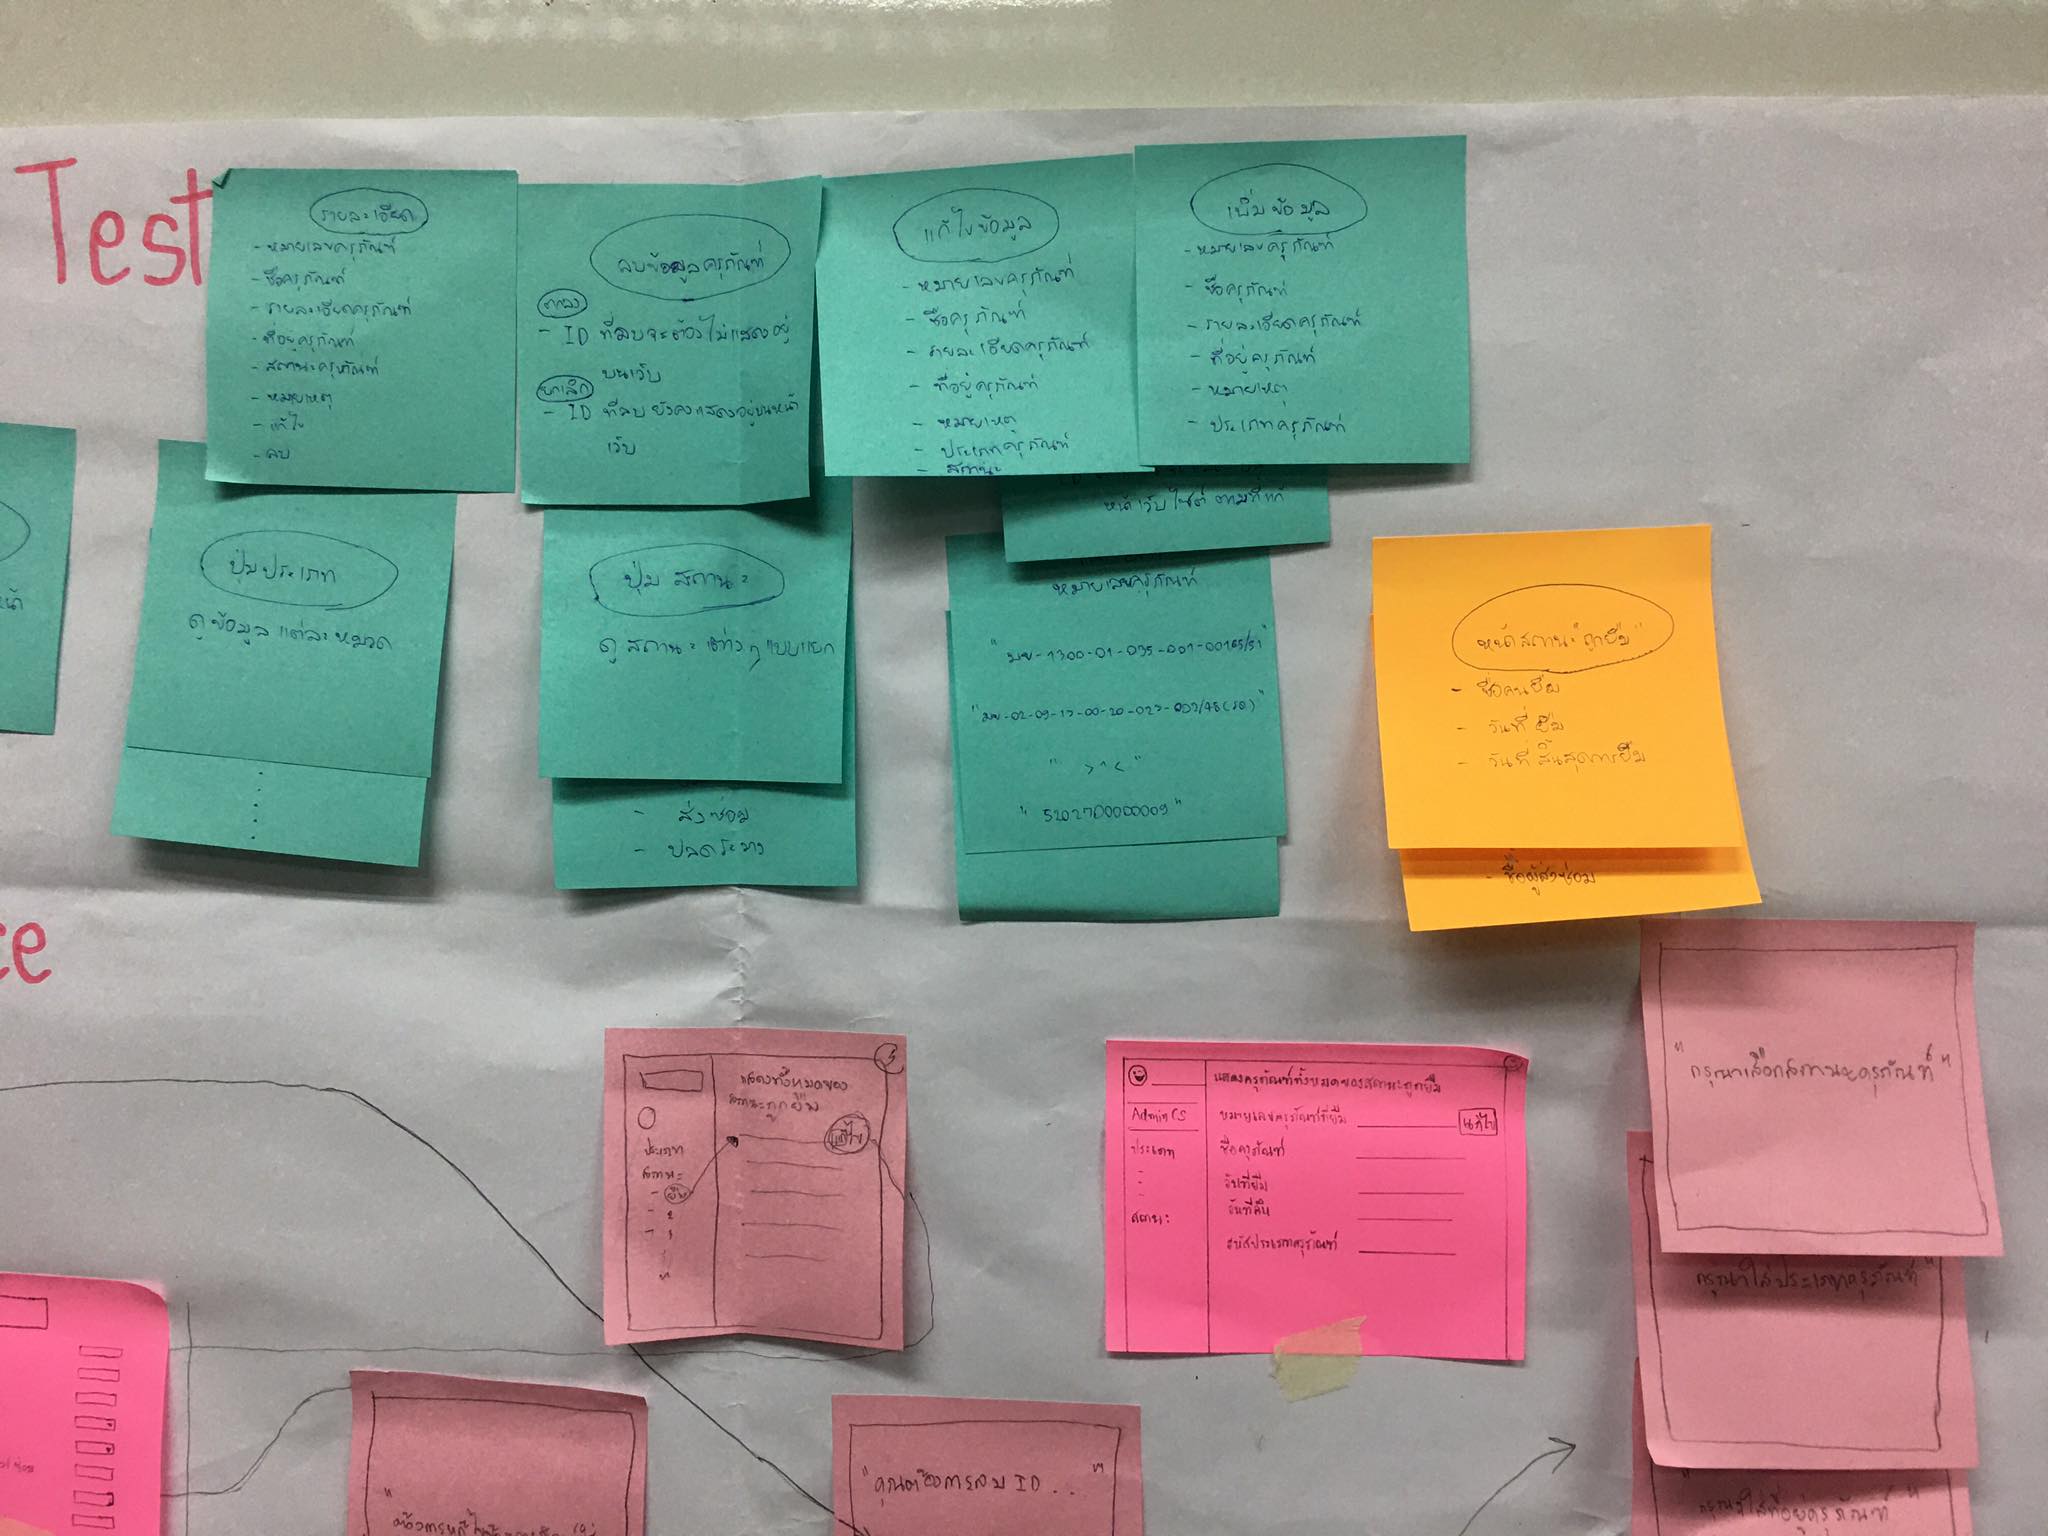 Test
รายละเอียด
- หมายเลขครุภัณฑ์
- ชื่อครุภัณฑ์
- รายละเอียดครุภัณฑ์
- ที่อยู่ครุภัณฑ์
- สถานะครุภัณฑ์
- หมายเหตุ
- แก้ไข
- ลบ
ลบข้อมูลครุภัณฑ์
ตกลง
- ID ที่ลบจะต้องไม่แสดงอยู่
บนเว็บ
ยกเลิก
- ID ที่ลบยังคงแสดงอยู่บนหน้า
เว็บ
แก้ไขข้อมูล
- หมายเลขครุภัณฑ์
- ชื่อครุภัณฑ์
- รายละเอียดครุภัณฑ์
- ที่อยู่ครุภัณฑ์
- หมายเหตุ
- ประเภทครุภัณฑ์
- สถานะ
เพิ่มข้อมูล
- หมายเลขครุภัณฑ์
- ชื่อครุภัณฑ์
- รายละเอียดครุภัณฑ์
- ที่อยู่ครุภัณฑ์
- หมายเหตุ
- ประเภทครุภัณฑ์
หน้าเว็บไซต์ ตามที่แก้
ปุ่มประเภท
ดูข้อมูลแต่ละหมวด
ปุ่ม สถานะ
ดูสถานะต่างๆแบบแยก
- ส่งซ่อม
- ปลดระวาง
หมายเลขครุภัณฑ์
" >^< "
หน้าสถานะ"ถูกยืม"
- ชื่อคนยืม
- วันที่ยืม
- วันที่สิ้นสุดการยืม
- ชื่อผู้ส่งซ่อม
ce
แสดงทั้งหมดของ
สถานะถูกยืม
แก้ไข
ประเภท
สถานะ
- ยืม
- 2
- 3
แสดงครุภัณฑ์ทั้งหมดของสถานะถูกยืม
Admin CS
หมายเลขครุภัณฑ์ที่ยืม
แก้ไข
ประเภท
ชื่อครุภัณฑ์
วันที่ยืม
วันที่คืน
สถานะ
รหัสประเภทครุภัณฑ์
"กรุณาเลือกสถานะครุภัณฑ์"
กรุณาใส่ประเภทครุภัณฑ์"
"กรุณาใส่ที่อยู่ครุภัณฑ์"
"คุณต้องการลบ ID . . "